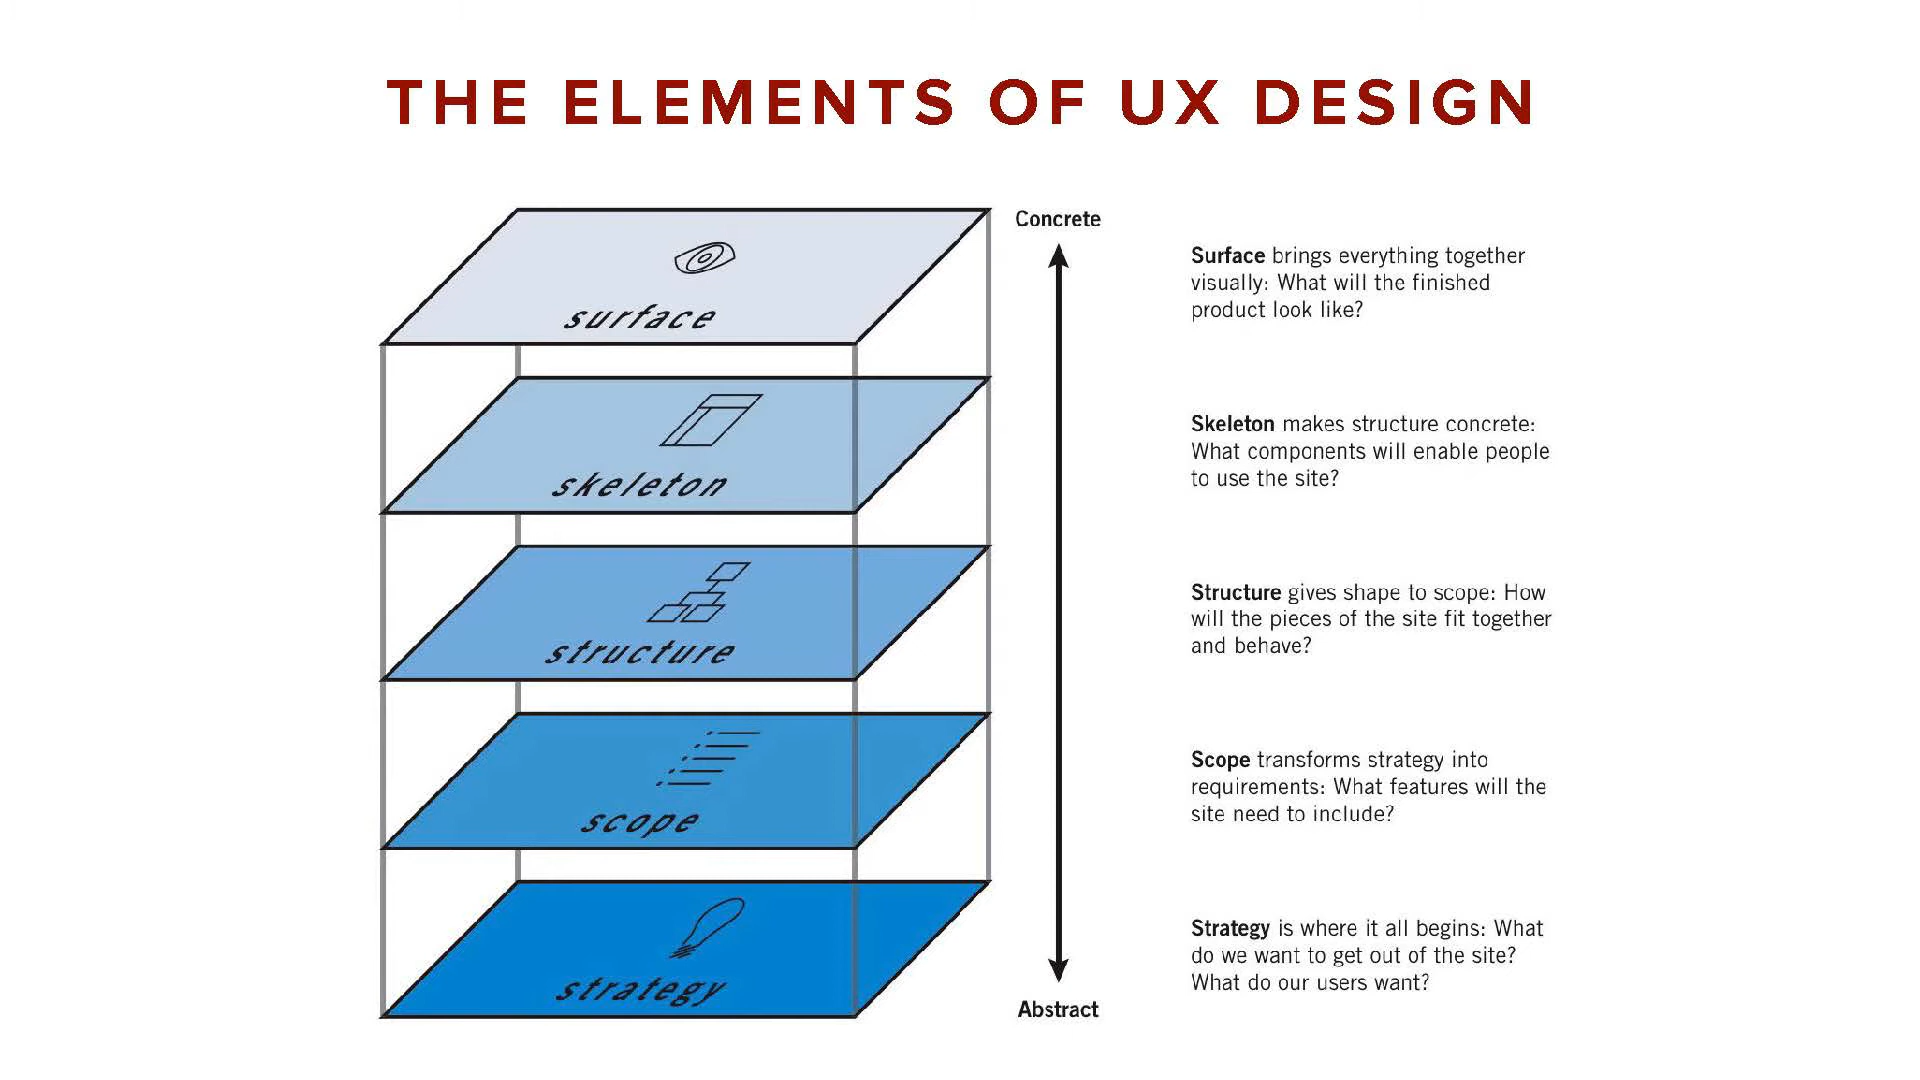 THE ELEMENTS OF UX DESIGN
Concrete
surface
Surface brings everything together
visually: What will the finished
product look like?
skeleton
Skeleton makes structure concrete:
What components will enable people
to use the site?
structure
Structure gives shape to scope: How
will the pieces of the site fit together
and behave?
scope
Scope transforms strategy into
requirements: What features will the
site need to include?
strategy
Strategy is where it all begins: What
do we want to get out of the site?
What do our users want?
Abstract